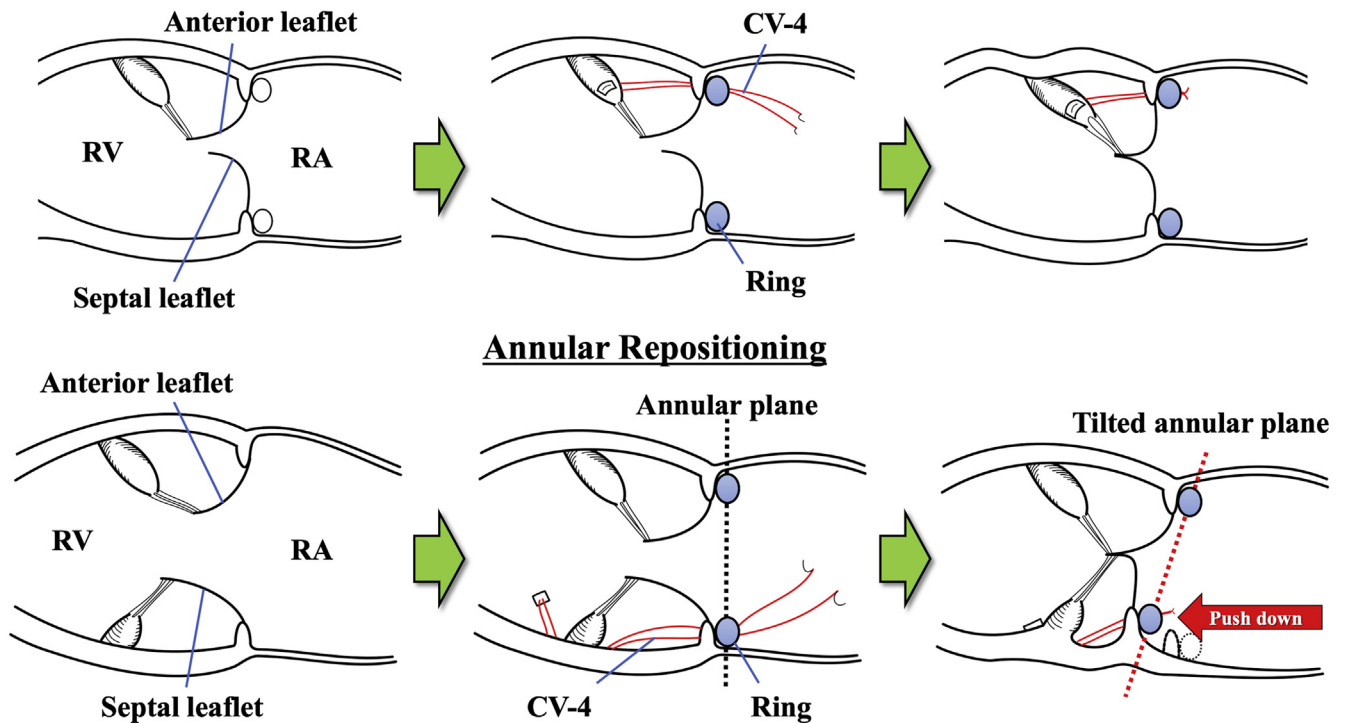 Anterior leaflet
CV-4
RV
RA
Septal leaflet
Ring
Annular Repositioning
Anterior leaflet
Annular plane
Tilted annular plane
RV
RA
Push down
Septal leaflet
CV-4
Ring